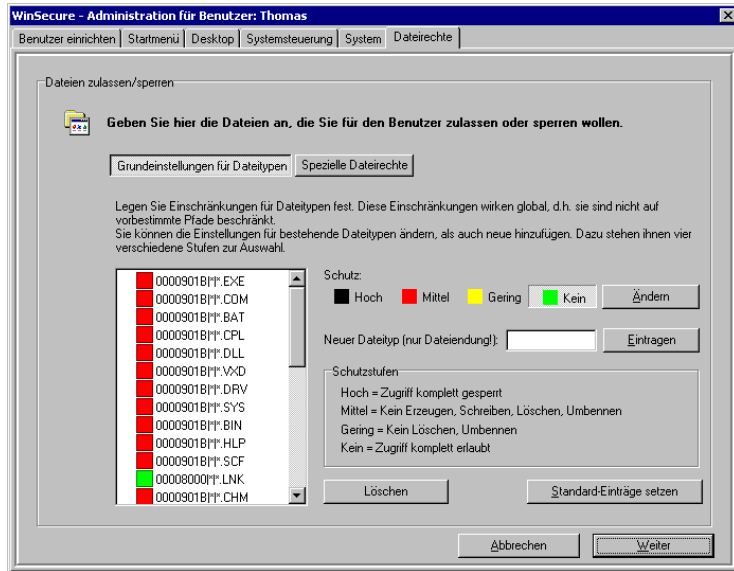 WinSecure - Administration für Benutzer: Thomas
Benutzer einrichten Startmenü Desktop Systemsteuerung System Dateirechte
Dateien zulassen/sperren
Geben Sie hier die Dateien an, die Sie für den Benutzer zulassen oder sperren wollen.
Grundeinstellungen für Dateitypen Spezielle Dateirechte
Legen Sie Einschränkungen für Dateitypen fest. Diese Einschränkungen wirken global, d.h. sie sind nicht auf
vorbestimmte Pfade beschränkt.
Sie können die Einstellungen für bestehende Dateitypen ändern, als auch neue hinzufügen. Dazu stehen ihnen vier
verschiedene Stufen zur Auswahl.
0000901B|*|*.EXE
0000901B|*|*.COM
0000901B|*|*.BAT
0000901B|*|*.CPL
0000901B|*|*.DLL
0000901B|*|*.VXD
0000901B|*|*.DRV
0000901B|*|*.SYS
0000901B|*|*.BIN
0000901B|*|*.HLP
0000901B|*|*.SCF
00008000|*|*.LNK
0000901B|*|*.CHM
Schutz:
Hoch Mittel Gering Kein Ändern
Neuer Dateityp (nur Dateiendung!): Eintragen
Schutzstufen
Hoch = Zugriff komplett gesperrt
Mittel = Kein Erzeugen, Schreiben, Löschen, Umbennen
Gering = Kein Löschen, Umbennen
Kein = Zugriff komplett erlaubt
Löschen Standard-Einträge setzen
Abbrechen Weiter